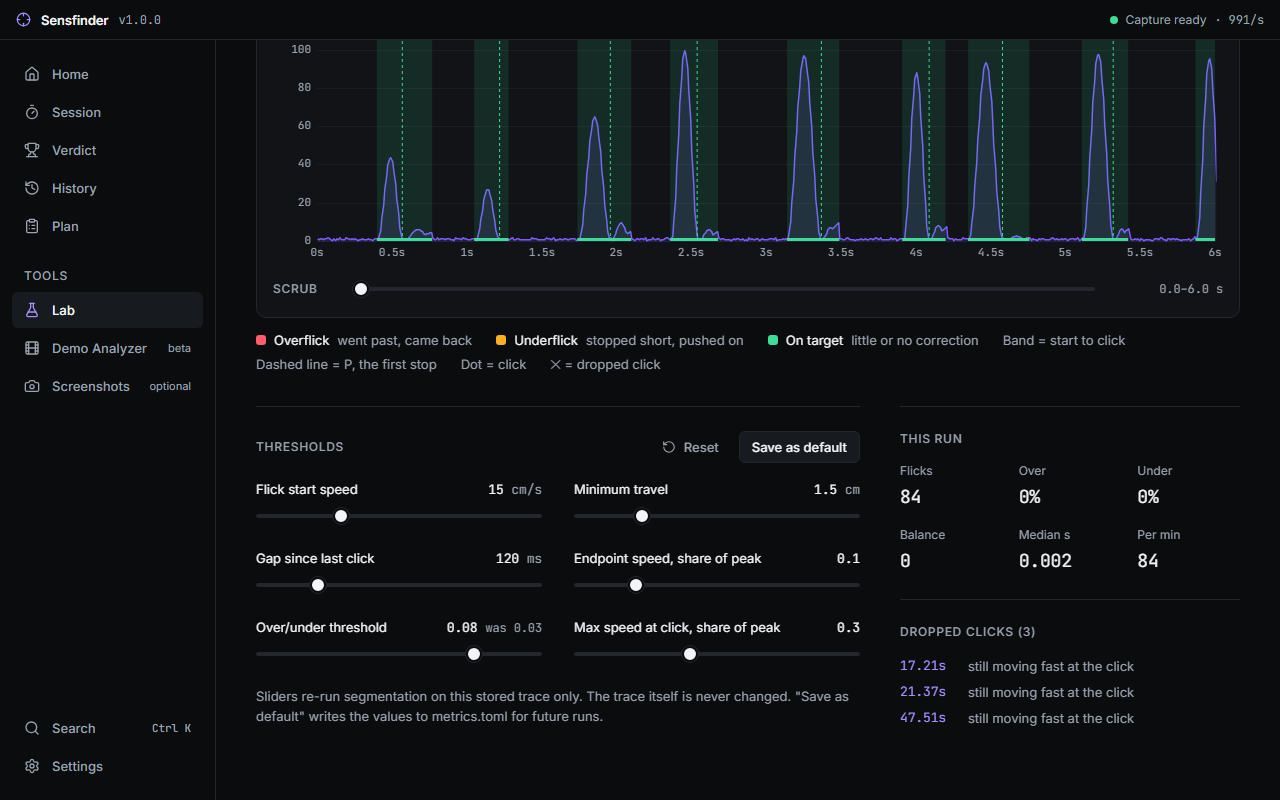 Sensfinder v1.0.0
Capture ready · 991/s
Home
Session
Verdict
History
Plan
TOOLS
Lab
Demo Analyzer beta
Screenshots optional
Search Ctrl K
Settings
100
80
60
40
20
0
0s 0.5s 1s 1.5s 2s 2.5s 3s 3.5s 4s 4.5s 5s 5.5s 6s
SCRUB 0.0–6.0 s
Overflick went past, came back Underflick stopped short, pushed on On target little or no correction Band = start to click
Dashed line = P, the first stop Dot = click × = dropped click
THRESHOLDS Reset Save as default
Flick start speed 15 cm/s Minimum travel 1.5 cm
Gap since last click 120 ms Endpoint speed, share of peak 0.1
Over/under threshold 0.08 was 0.03 Max speed at click, share of peak 0.3
Sliders re-run segmentation on this stored trace only. The trace itself is never changed. "Save as
default" writes the values to metrics.toml for future runs.
THIS RUN
Flicks Over Under
84 0% 0%
Balance Median s Per min
0 0.002 84
DROPPED CLICKS (3)
17.21s still moving fast at the click
21.37s still moving fast at the click
47.51s still moving fast at the click